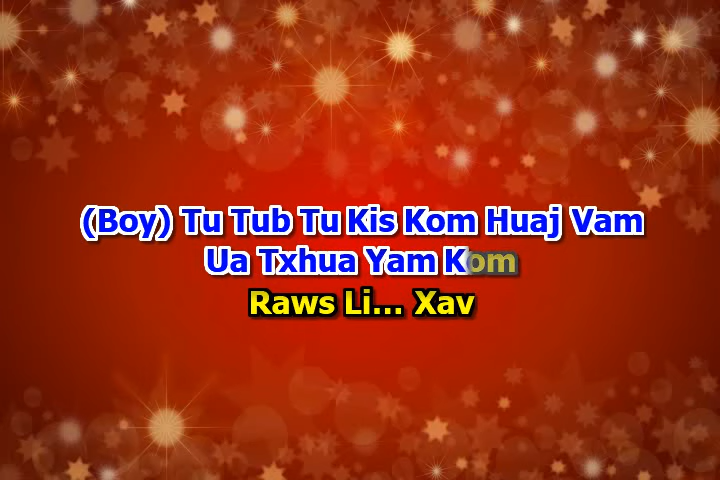 (Boy) Tu Tub Tu Kis Kom Huaj Vam
Ua Txhua Yam Kom
Raws Li... Xav